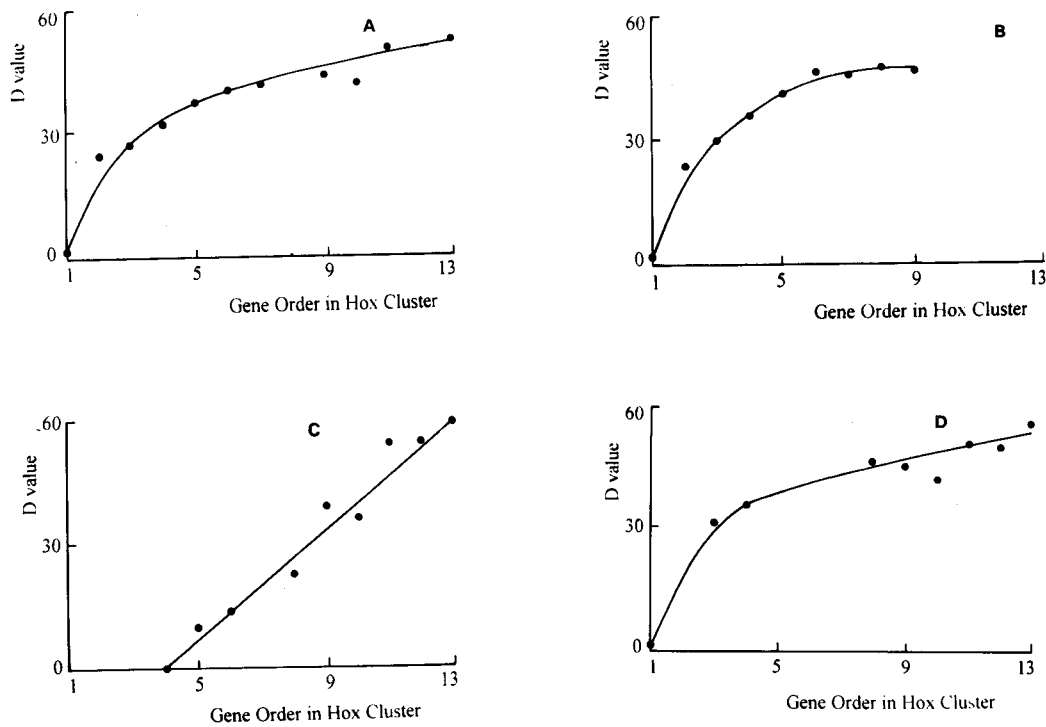 60
A
D value
30
0
1 5 9 13
Gene Order in Hox Cluster
60
B
D value
30
0
1 5 9 13
Gene Order in Hox Cluster
60
C
D value
30
0
1 5 9 13
Gene Order in Hox Cluster
60
D
D value
30
0
1 5 9 13
Gene Order in Hox Cluster